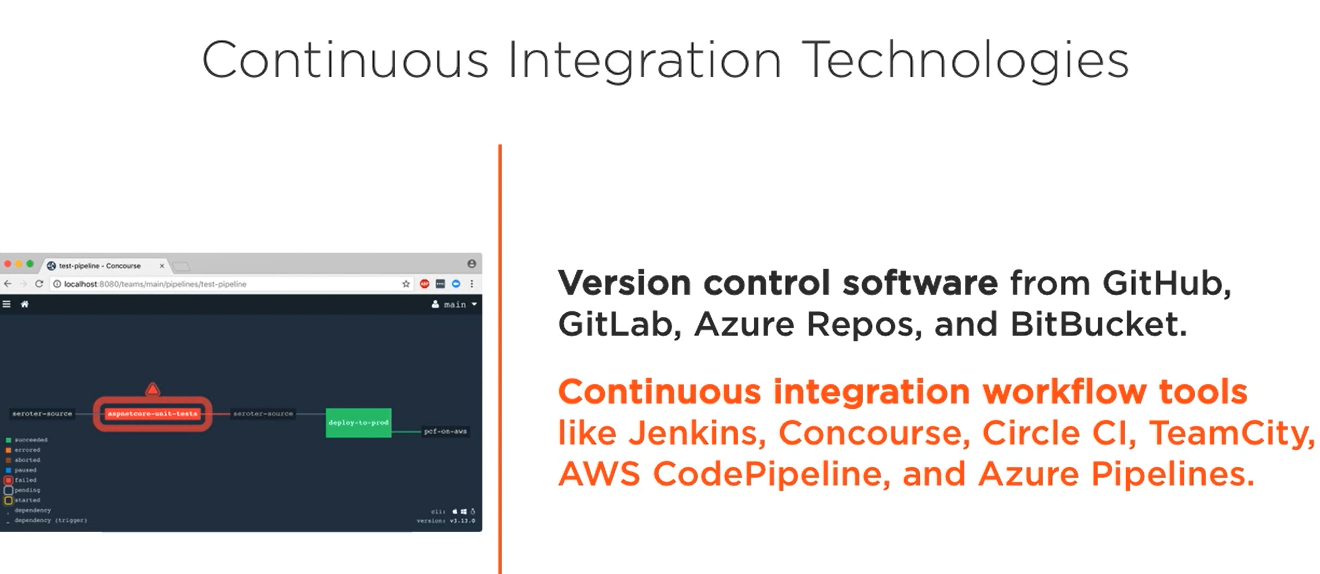 Continuous Integration Technologies
test-pipeline - Concourse
localhost:8080/teams/main/pipelines/test-pipeline
main
seroter-source
aspnetcore-unit-tests
seroter-source
deploy-to-prod
pcf-on-aws
succeeded
errored
aborted
paused
failed
pending
started
dependency
dependency (trigger)
cli:
version: v3.13.0
Version control software from GitHub,
GitLab, Azure Repos, and BitBucket.
Continuous integration workflow tools
like Jenkins, Concourse, Circle CI, TeamCity,
AWS CodePipeline, and Azure Pipelines.